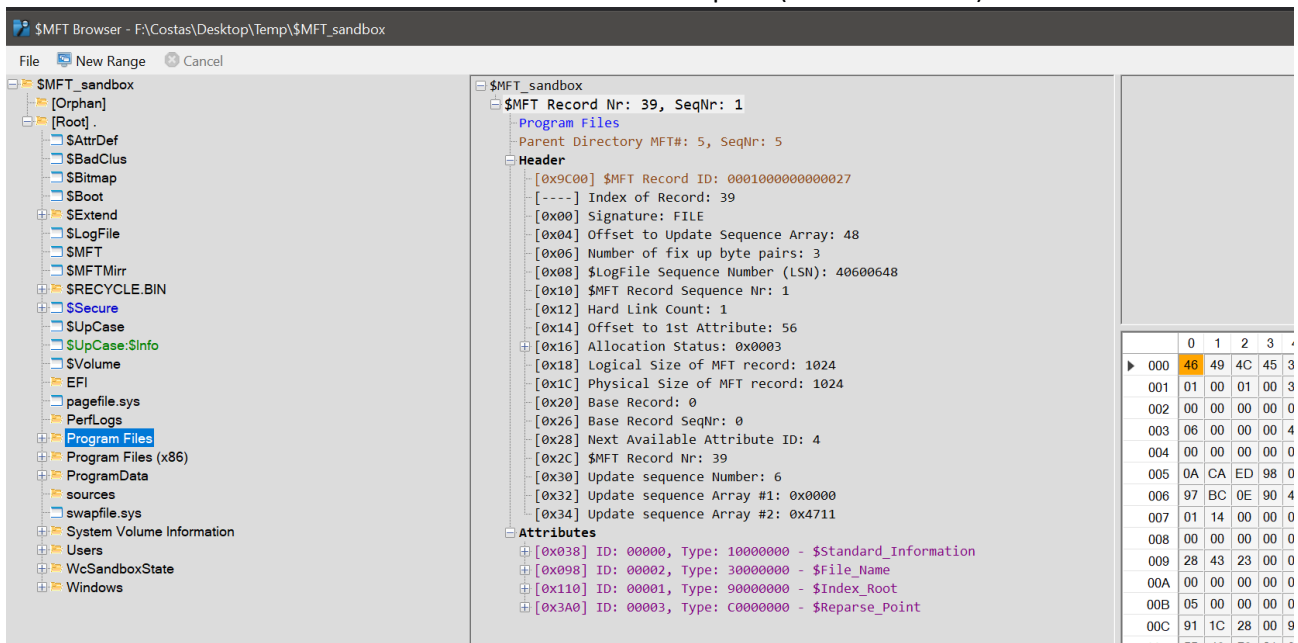 $MFT Browser - F:\Costas\Desktop\Temp\$MFT_sandbox
File New Range Cancel
$MFT_sandbox
[Orphan]
[Root] .
$AttrDef
$BadClus
$Bitmap
$Boot
$Extend
$LogFile
$MFT
$MFTMirr
$RECYCLE.BIN
$Secure
$UpCase
$UpCase:$Info
$Volume
EFI
pagefile.sys
PerfLogs
Program Files
Program Files (x86)
ProgramData
sources
swapfile.sys
System Volume Information
Users
WcSandboxState
Windows
$MFT_sandbox
$MFT Record Nr: 39, SeqNr: 1
Program Files
Parent Directory MFT#: 5, SeqNr: 5
Header
[0x9C00] $MFT Record ID: 0001000000000027
[----] Index of Record: 39
[0x00] Signature: FILE
[0x04] Offset to Update Sequence Array: 48
[0x06] Number of fix up byte pairs: 3
[0x08] $LogFile Sequence Number (LSN): 40600648
[0x10] $MFT Record Sequence Nr: 1
[0x12] Hard Link Count: 1
[0x14] Offset to 1st Attribute: 56
[0x16] Allocation Status: 0x0003
[0x18] Logical Size of MFT record: 1024
[0x1C] Physical Size of MFT record: 1024
[0x20] Base Record: 0
[0x26] Base Record SeqNr: 0
[0x28] Next Available Attribute ID: 4
[0x2C] $MFT Record Nr: 39
[0x30] Update sequence Number: 6
[0x32] Update sequence Array #1: 0x0000
[0x34] Update sequence Array #2: 0x4711
Attributes
[0x038] ID: 00000, Type: 10000000 - $Standard_Information
[0x098] ID: 00002, Type: 30000000 - $File_Name
[0x110] ID: 00001, Type: 90000000 - $Index_Root
[0x3A0] ID: 00003, Type: C0000000 - $Reparse_Point
0 1 2 3
000 46 49 4C 45
001 01 00 01 00
002 00 00 00 00
003 06 00 00 00
004 00 00 00 00
005 0A CA ED 98
006 97 BC 0E 90
007 01 14 00 00
008 00 00 00 00
009 28 43 23 00
00A 00 00 00 00
00B 05 00 00 00
00C 91 1C 28 00